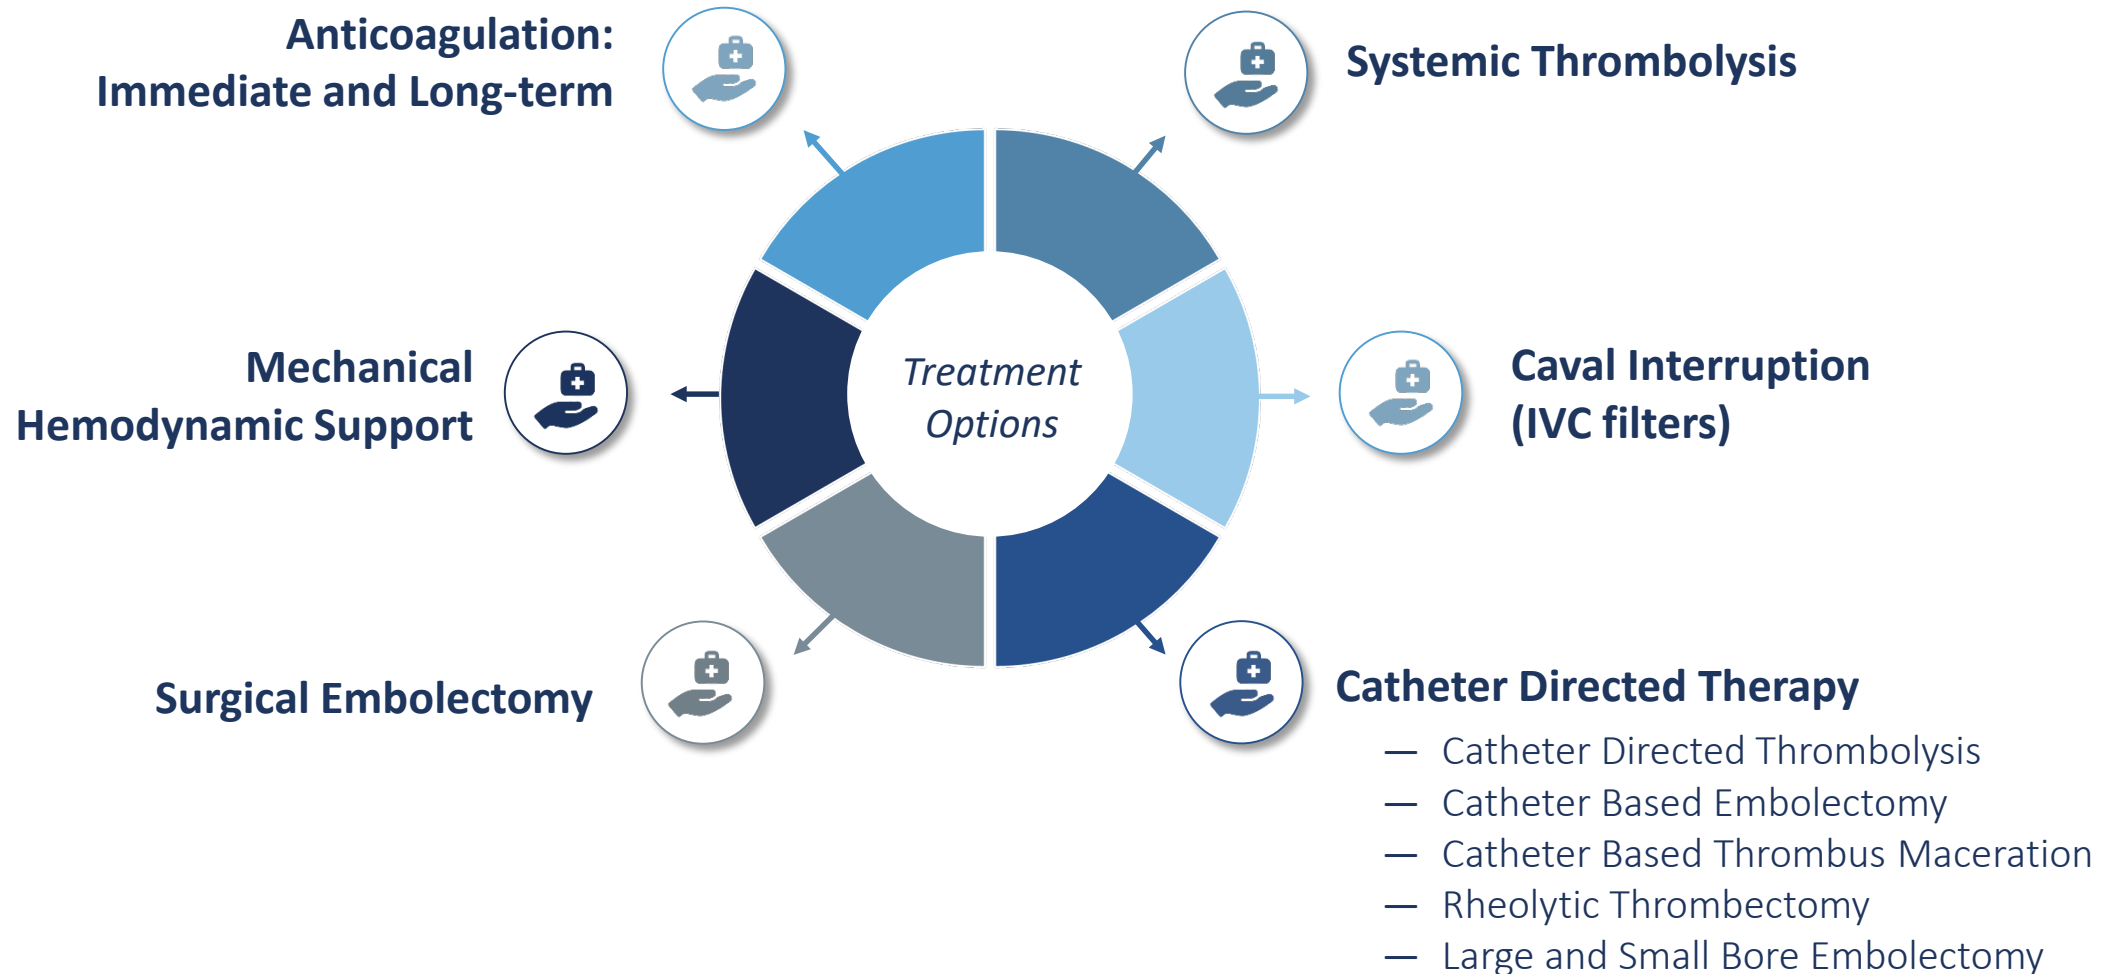 Anticoagulation:
Immediate and Long-term
Systemic Thrombolysis
Mechanical
Hemodynamic Support
Treatment
Options
Caval Interruption
(IVC filters)
Surgical Embolectomy
Catheter Directed Therapy
— Catheter Directed Thrombolysis
— Catheter Based Embolectomy
— Catheter Based Thrombus Maceration
— Rheolytic Thrombectomy
— Large and Small Bore Embolectomy